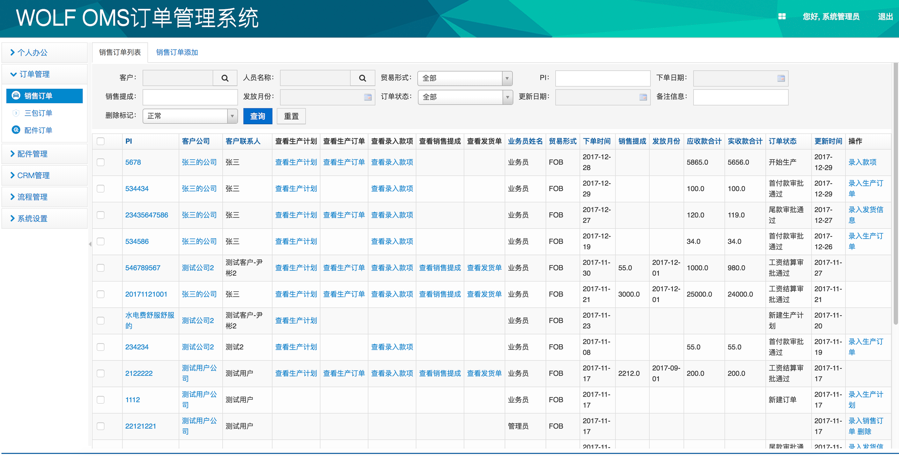 WOLF OMS订单管理系统
您好, 系统管理员 退出
个人办公
订单管理
销售订单
三包订单
配件订单
配件管理
CRM管理
流程管理
系统设置
销售订单列表 销售订单添加
客户: 人员名称: 贸易形式: 全部 PI: 下单日期:
销售提成: 发放月份: 订单状态: 全部 更新日期: 备注信息:
删除标记: 正常 查询 重置
PI 客户公司 客户联系人 查看生产计划 查看生产订单 查看录入款项 查看销售提成 查看发货单 业务员姓名 贸易形式 下单时间 销售提成 发放月份 应收款合计 实收款合计 订单状态 更新时间 操作
5678 张三的公司 张三 查看生产计划 查看生产订单 查看录入款项 业务员 FOB 2017-12-28 5865.0 5656.0 开始生产 2017-12-29 录入款项
534434 张三的公司 张三 查看生产计划 查看录入款项 业务员 FOB 2017-12-29 100.0 100.0 首付款审批通过 2017-12-29 录入生产订单
23435647586 张三的公司 张三 查看生产计划 查看生产订单 查看录入款项 业务员 FOB 2017-12-27 120.0 119.0 尾款审批通过 2017-12-27 录入发货信息
534586 张三的公司 张三 查看生产计划 查看录入款项 业务员 FOB 2017-12-19 34.0 34.0 首付款审批通过 2017-12-26 录入生产订单
546789567 测试公司2 测试客户-尹彬2 查看生产计划 查看生产订单 查看录入款项 查看销售提成 查看发货单 业务员 FOB 2017-11-30 55.0 2017-12-01 1000.0 980.0 工资结算审批通过 2017-11-27
20171121001 张三的公司 张三 查看生产计划 查看生产订单 查看录入款项 查看销售提成 查看发货单 业务员 FOB 2017-11-21 3000.0 2017-12-01 25000.0 24000.0 工资结算审批通过 2017-11-21
水电费舒服舒服的 测试公司2 测试客户-尹彬2 查看生产计划 业务员 FOB 2017-11-23 新建生产计划 2017-11-20
234234 测试公司2 测试2 查看生产计划 查看录入款项 业务员 FOB 2017-11-08 55.0 55.0 首付款审批通过 2017-11-19 录入生产订单
2122222 测试用户公司 测试用户 查看生产计划 查看生产订单 查看录入款项 查看销售提成 查看发货单 业务员 FOB 2017-11-17 2212.0 2017-09-01 200.0 200.0 工资结算审批通过 2017-11-17
1112 测试用户公司 测试用户 业务员 FOB 2017-11-17 新建订单 2017-11-17 录入生产计划
22121221 测试用户公司 测试用户 管理员 FOB 2017-11-17 2017-11-17 录入销售订单 删除
2017-11- 尾款审批通 2017-11- 录入发货信